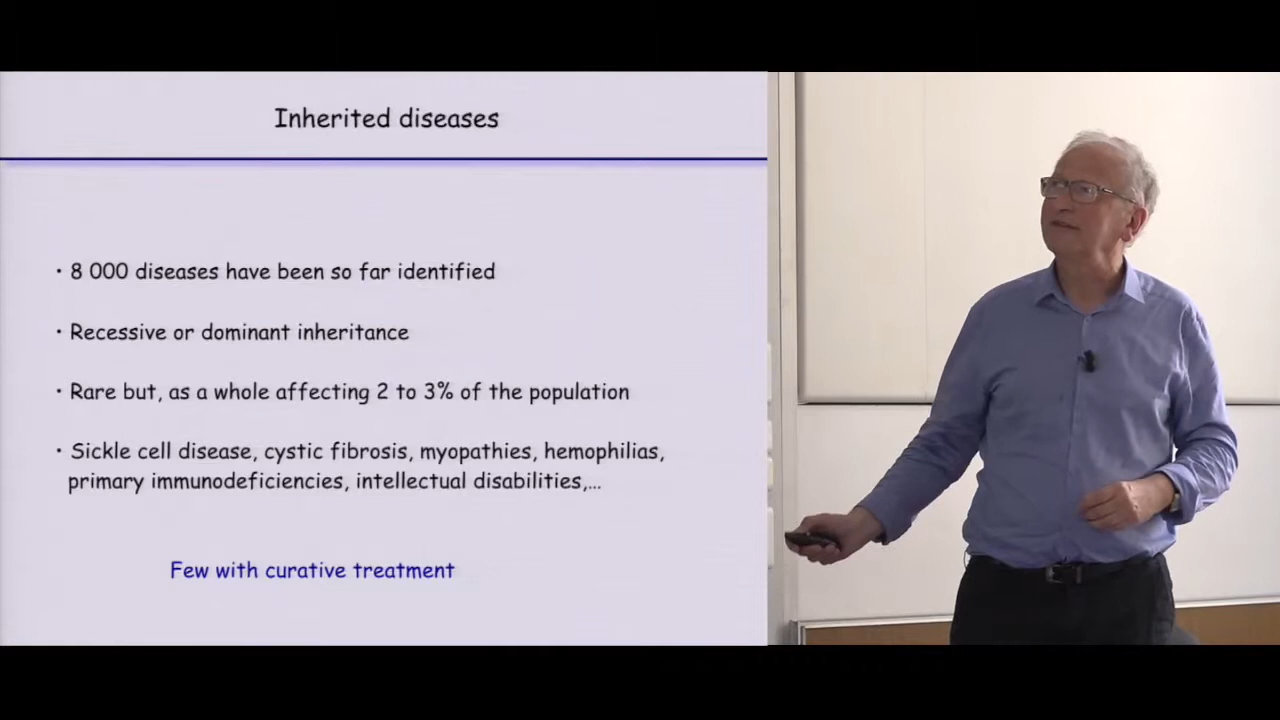 Inherited diseases
• 8 000 diseases have been so far identified
• Recessive or dominant inheritance
• Rare but, as a whole affecting 2 to 3% of the population
• Sickle cell disease, cystic fibrosis, myopathies, hemophilias,
primary immunodeficiencies, intellectual disabilities,...
Few with curative treatment